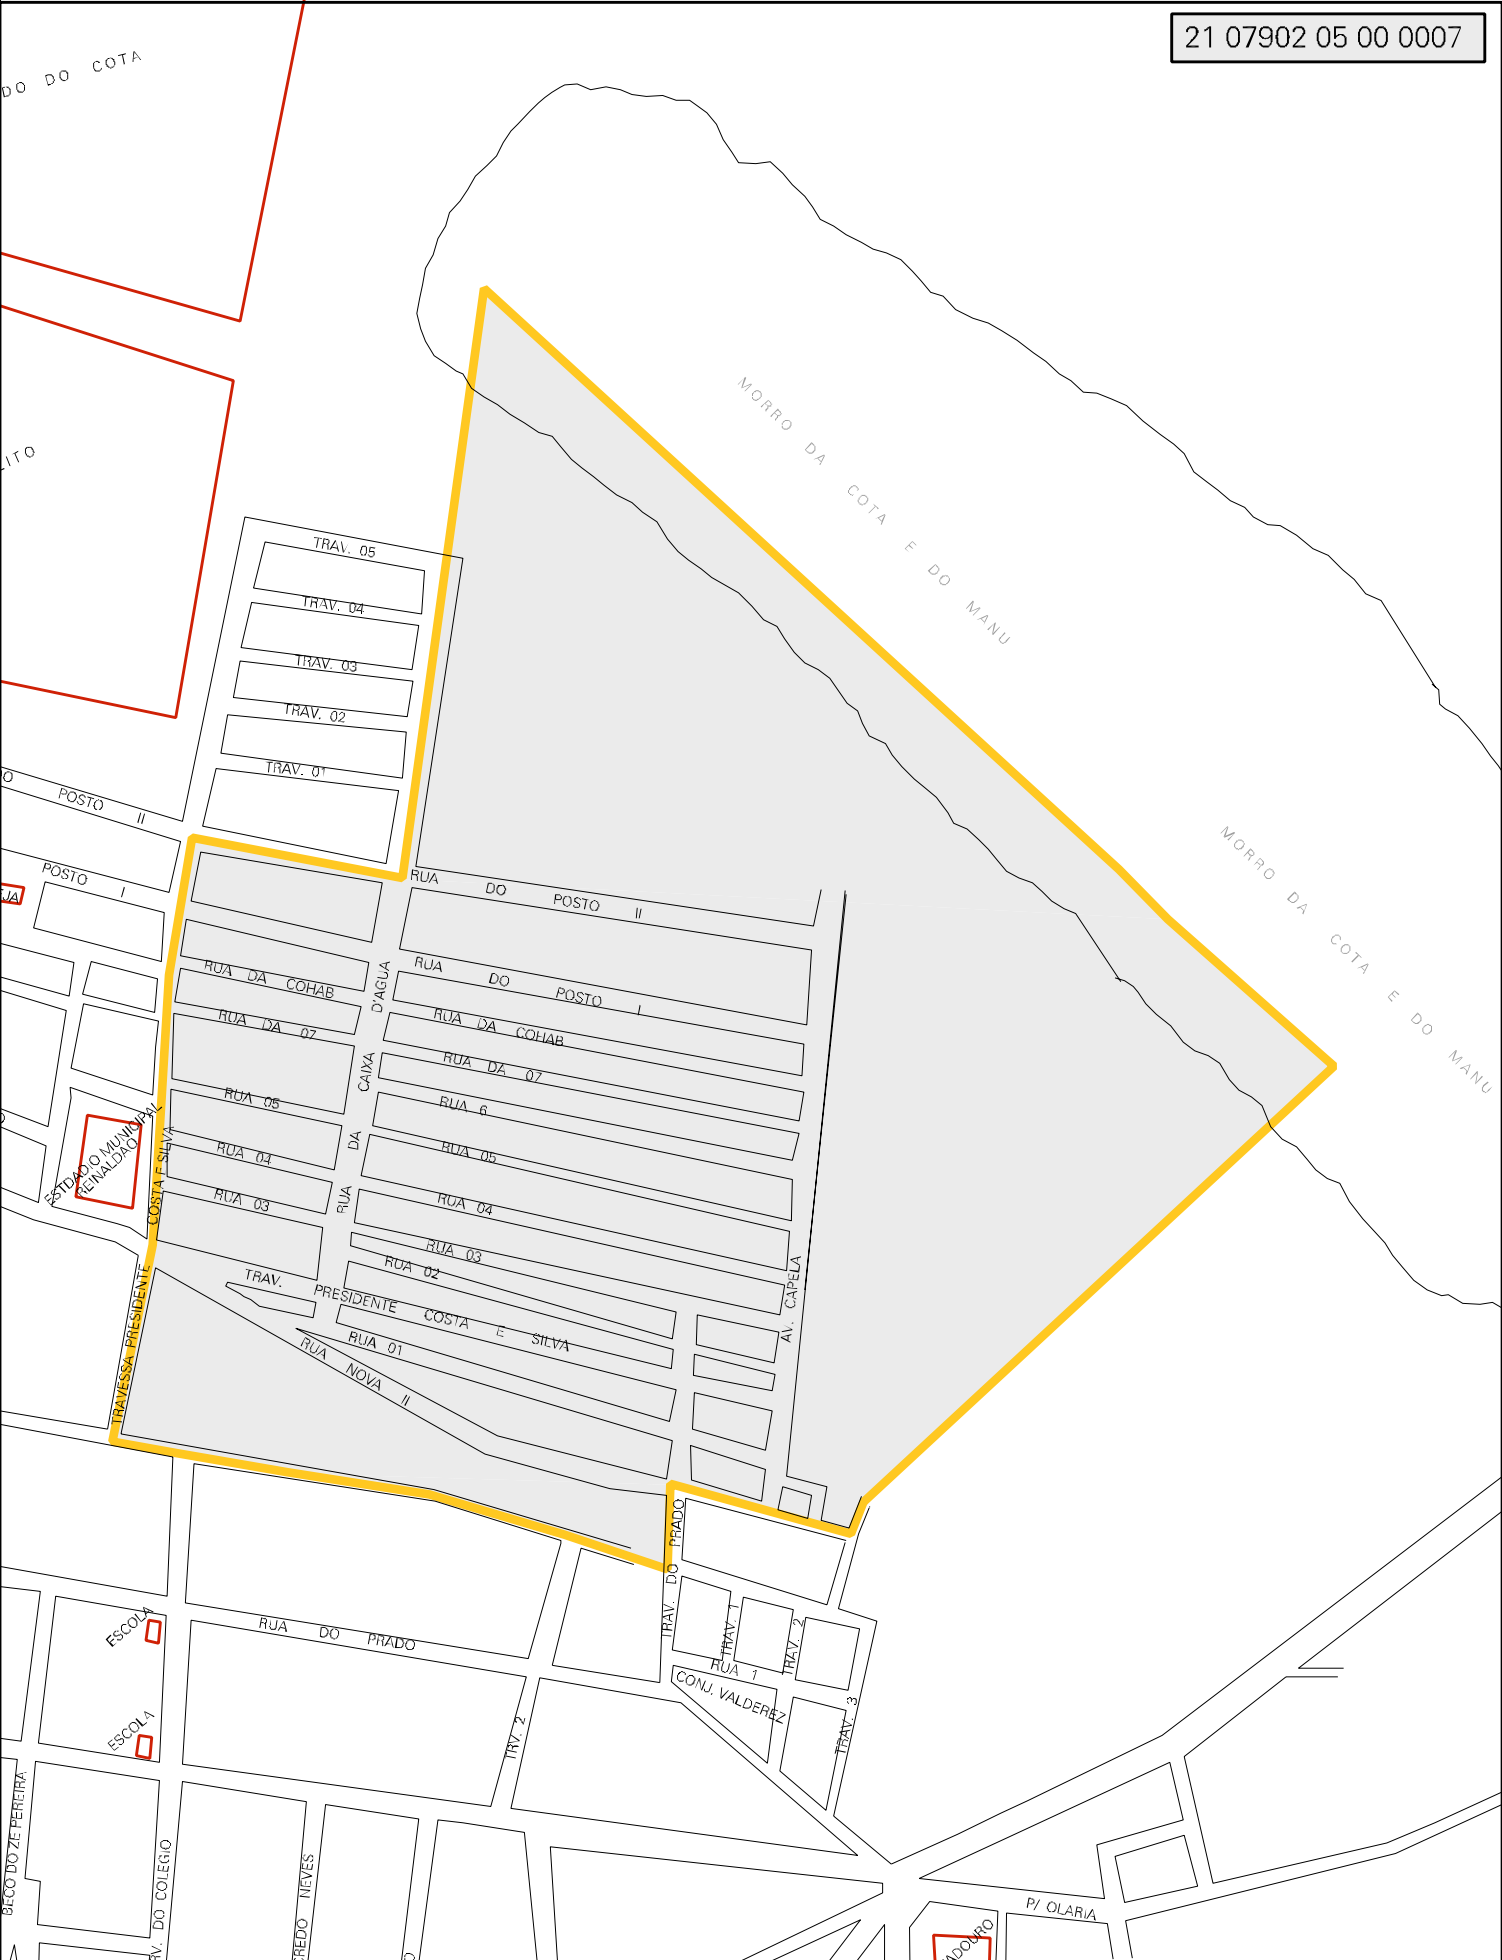 21 07902 05 00 0007
DO DO COTA
MORRO DA COTA E DO MANU
TRAV. 05
TRAV. 04
TRAV. 03
TRAV. 02
TRAV. 01
POSTO II
POSTO I
RUA DO POSTO II
RUA DO POSTO I
MORRO DA COTA E DO MANU
RUA DA COHAB
RUA DA 07
RUA 05
RUA 04
RUA 03
RUA DA CAIXA D'AGUA
RUA DA COHAB
RUA DA 07
RUA 6
RUA 05
RUA 04
RUA 03
RUA 02
TRAV. PRESIDENTE COSTA E SILVA
RUA 01
RUA NOVA II
AV. CAPELA
ESTDADIO MUNICIPAL
REINALDAO
TRAVESSA PRESIDENTE COSTA E SILVA
TRAV. DO PRADO
TRAV. 1
TRAV. 2
TRAV. 3
RUA 1
CONJ. VALDEREZ
ESCOLA
RUA DO PRADO
ESCOLA
TRV. 2
BECO DO ZE PEREIRA
RV. DO COLEGIO
REDO NEVES
P/ OLARIA
ADOURO